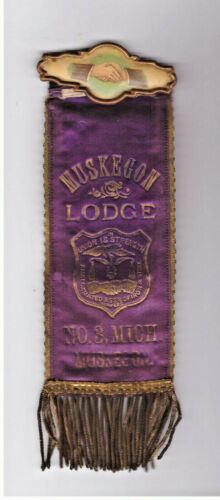 MUSKEGON
LODGE
UNION IS STRENGTH
NO. 3, MICH
MUSKEGON.